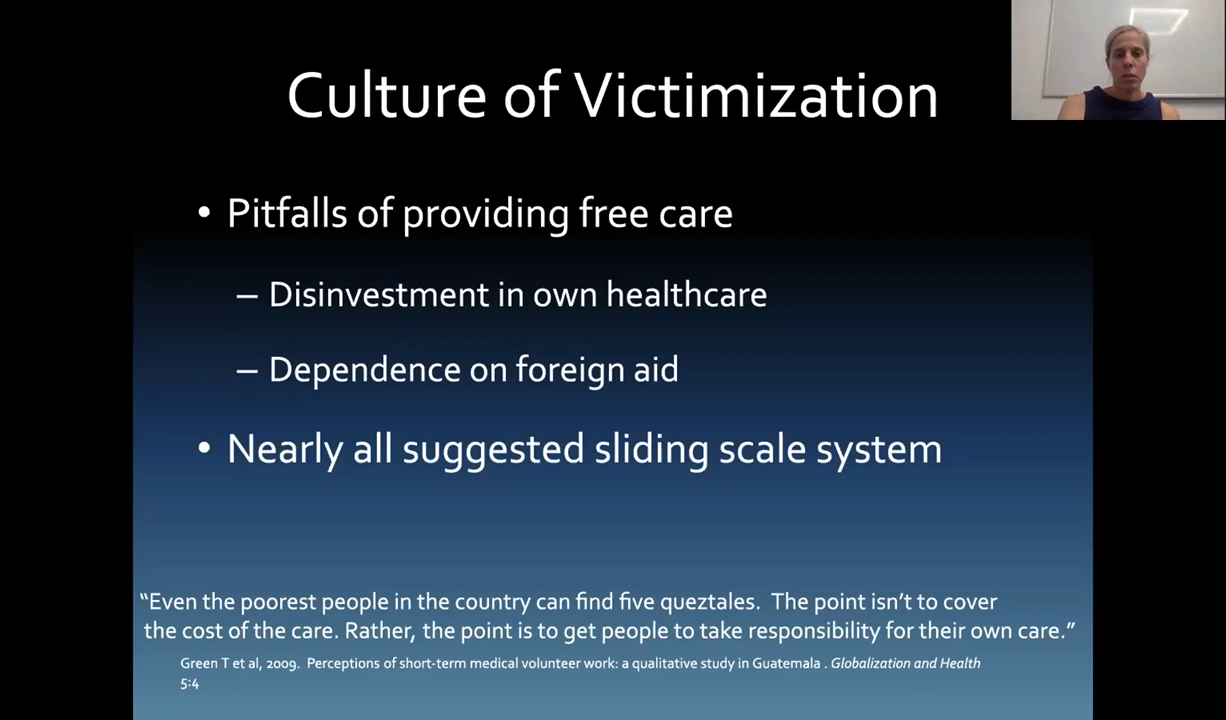 Culture of Victimization
• Pitfalls of providing free care
– Disinvestment in own healthcare
– Dependence on foreign aid
• Nearly all suggested sliding scale system
“Even the poorest people in the country can find five queztales.  The point isn’t to cover
the cost of the care. Rather, the point is to get people to take responsibility for their own care.”
Green T et al, 2009.  Perceptions of short-term medical volunteer work: a qualitative study in Guatemala . Globalization and Health
5:4